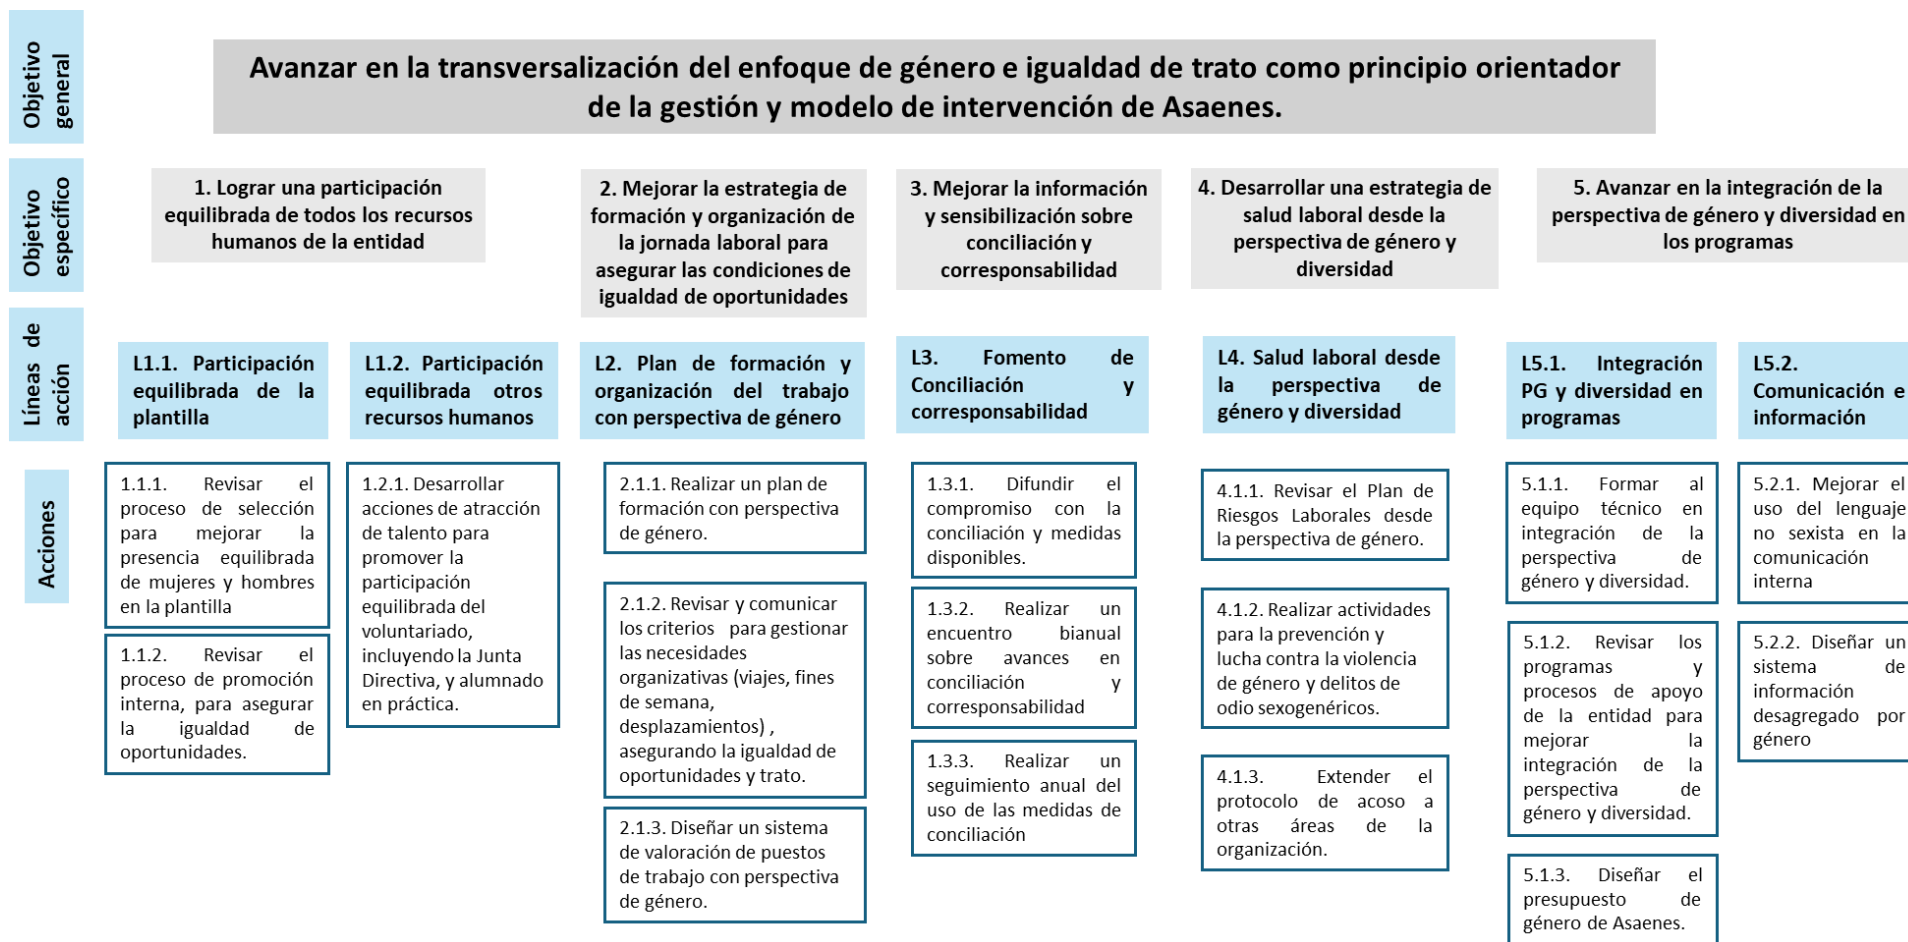 Objetivo
general
Avanzar en la transversalización del enfoque de género e igualdad de trato como principio orientador
de la gestión y modelo de intervención de Asaenes.
Objetivo
específico
1. Lograr una participación
equilibrada de todos los recursos
humanos de la entidad
2. Mejorar la estrategia de
formación y organización de
la jornada laboral para
asegurar las condiciones de
igualdad de oportunidades
3. Mejorar la información
y sensibilización sobre
conciliación y
corresponsabilidad
4. Desarrollar una estrategia de
salud laboral desde la
perspectiva de género y
diversidad
5. Avanzar en la integración de la
perspectiva de género y diversidad en
los programas
Líneas de
acción
L1.1. Participación
equilibrada de la
plantilla
L1.2. Participación
equilibrada otros
recursos humanos
L2. Plan de formación y
organización del trabajo
con perspectiva de género
L3. Fomento de
Conciliación y
corresponsabilidad
L4. Salud laboral desde
la perspectiva de
género y diversidad
L5.1. Integración
PG y diversidad en
programas
L5.2.
Comunicación e
información
Acciones
1.1.1. Revisar el
proceso de selección
para mejorar la
presencia equilibrada
de mujeres y hombres
en la plantilla
1.1.2. Revisar el
proceso de promoción
interna, para asegurar
la igualdad de
oportunidades.
1.2.1. Desarrollar
acciones de atracción
de talento para
promover la
participación
equilibrada del
voluntariado,
incluyendo la Junta
Directiva, y alumnado
en práctica.
2.1.1. Realizar un plan de
formación con perspectiva
de género.
2.1.2. Revisar y comunicar
los criterios para gestionar
las necesidades
organizativas (viajes, fines
de semana,
desplazamientos) ,
asegurando la igualdad de
oportunidades y trato.
2.1.3. Diseñar un sistema
de valoración de puestos
de trabajo con perspectiva
de género.
1.3.1. Difundir el
compromiso con la
conciliación y medidas
disponibles.
1.3.2. Realizar un
encuentro bianual
sobre avances en
conciliación y
corresponsabilidad
1.3.3. Realizar un
seguimiento anual del
uso de las medidas de
conciliación
4.1.1. Revisar el Plan de
Riesgos Laborales desde
la perspectiva de género.
4.1.2. Realizar actividades
para la prevención y
lucha contra la violencia
de género y delitos de
odio sexogenéricos.
4.1.3. Extender el
protocolo de acoso a
otras áreas de la
organización.
5.1.1. Formar al
equipo técnico en
integración de la
perspectiva de
género y diversidad.
5.1.2. Revisar los
programas y
procesos de apoyo
de la entidad para
mejorar la
integración de la
perspectiva de
género y diversidad.
5.1.3. Diseñar el
presupuesto de
género de Asaenes.
5.2.1. Mejorar el
uso del lenguaje
no sexista en la
comunicación
interna
5.2.2. Diseñar un
sistema de
información
desagregado por
género